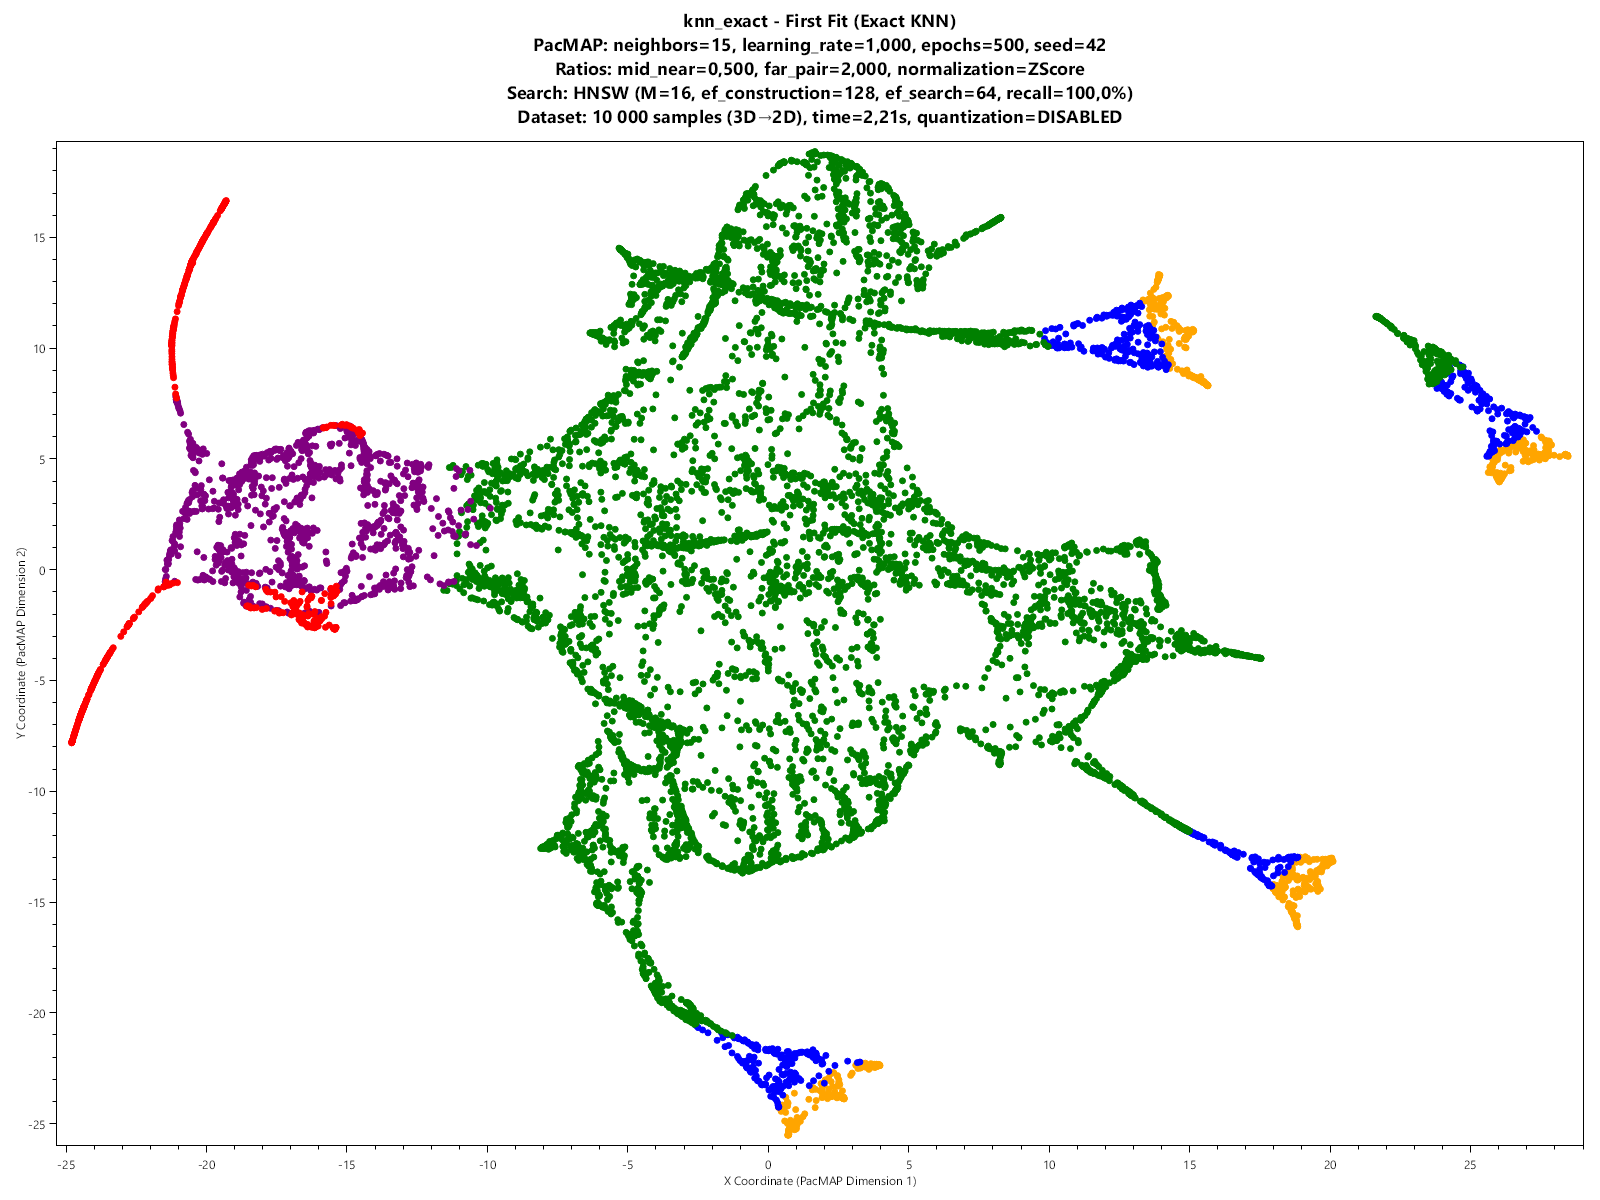 knn_exact - First Fit (Exact KNN)
PacMAP: neighbors=15, learning_rate=1,000, epochs=500, seed=42
Ratios: mid_near=0,500, far_pair=2,000, normalization=ZScore
Search: HNSW (M=16, ef_construction=128, ef_search=64, recall=100,0%)
Dataset: 10 000 samples (3D→2D), time=2,21s, quantization=DISABLED
15
10
5
0
-5
-10
-15
-20
-25
Y Coordinate (PacMAP Dimension 2)
-25 -20 -15 -10 -5 0 5 10 15 20 25
X Coordinate (PacMAP Dimension 1)